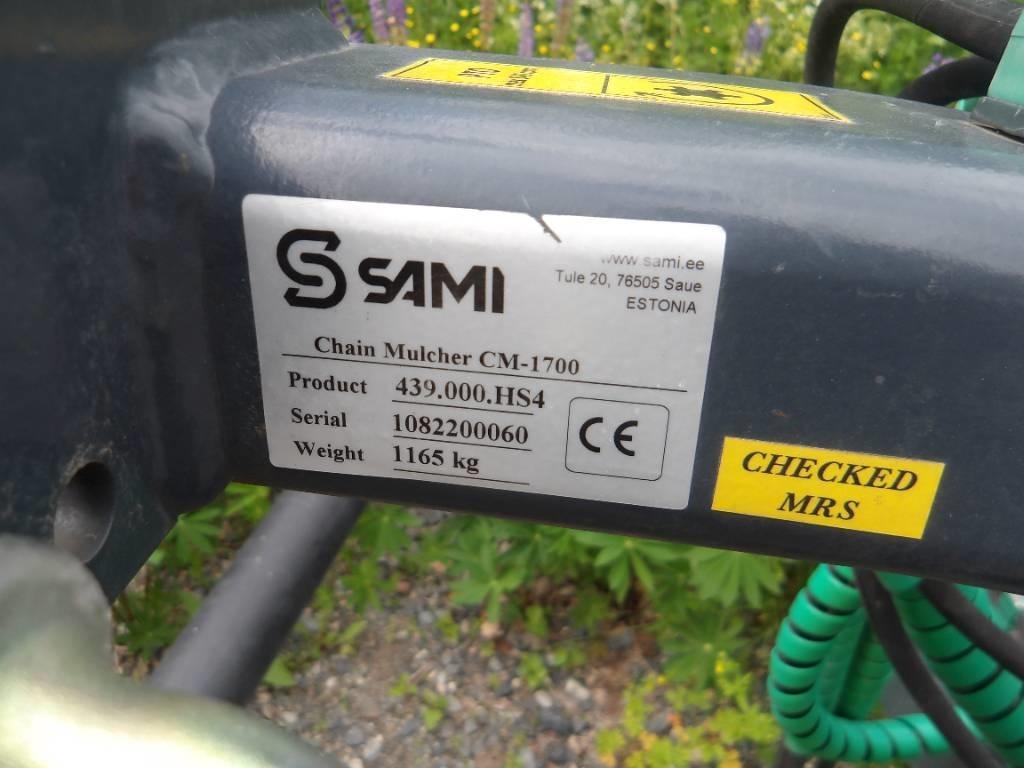 PTO
SAMI
www.sami.ee
Tule 20, 76505 Saue
ESTONIA
Chain Mulcher CM-1700
Product 439.000.HS4
Serial 1082200060
Weight 1165 kg
CE
CHECKED
MRS